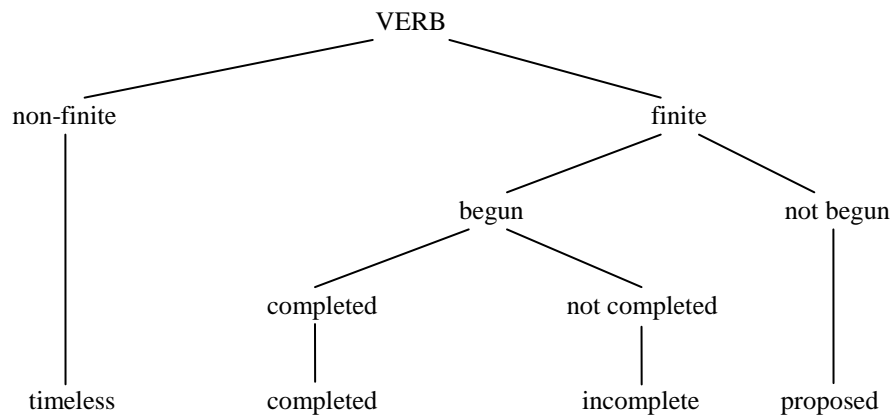 VERB
non-finite finite
begun not begun
completed not completed
timeless completed incomplete proposed